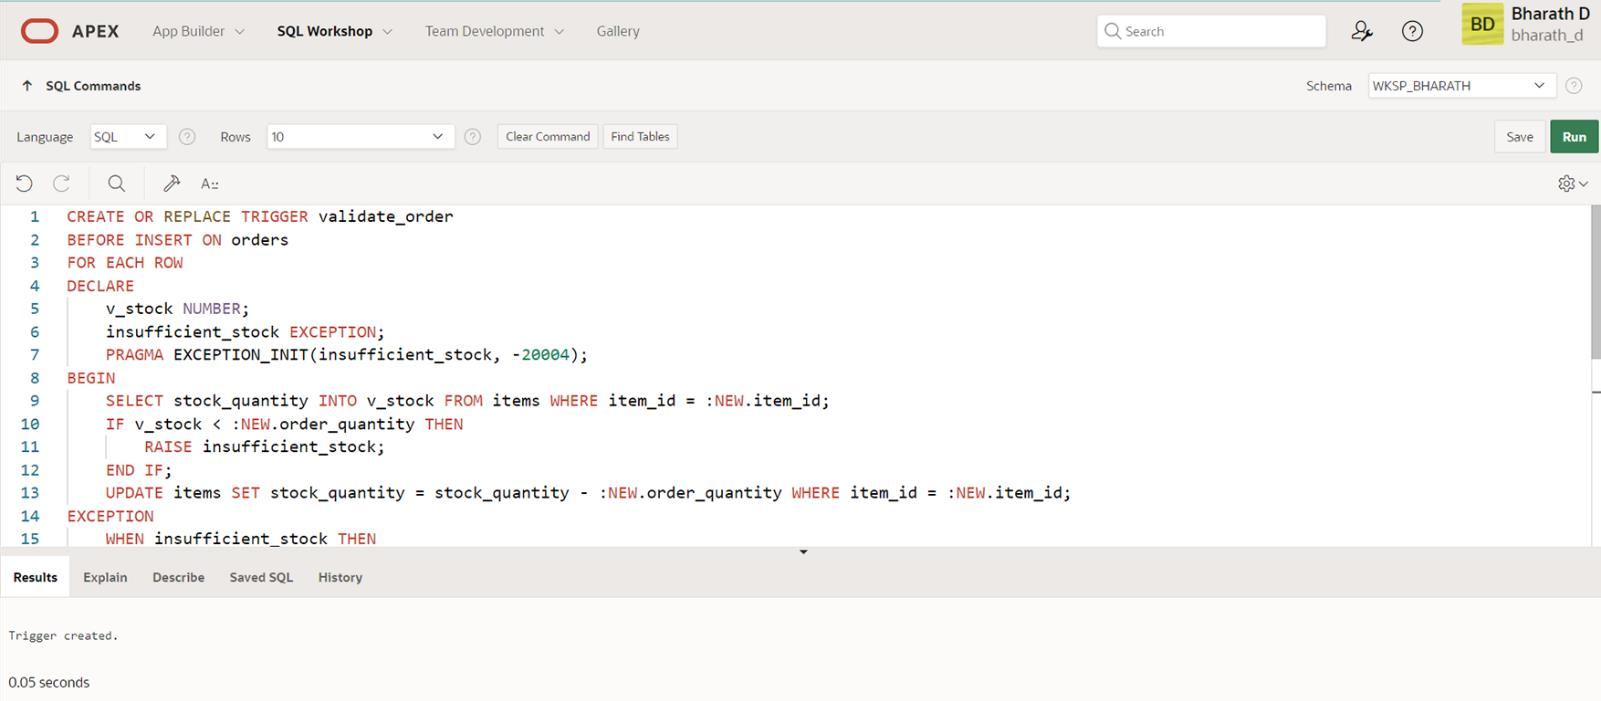 APEX App Builder SQL Workshop Team Development Gallery Search BD Bharath D
bharath_d
SQL Commands Schema WKSP_BHARATH
Language SQL Rows 10 Clear Command Find Tables Save Run
A::
1 CREATE OR REPLACE TRIGGER validate_order
2 BEFORE INSERT ON orders
3 FOR EACH ROW
4 DECLARE
5 v_stock NUMBER;
6 insufficient_stock EXCEPTION;
7 PRAGMA EXCEPTION_INIT(insufficient_stock, -20004);
8 BEGIN
9 SELECT stock_quantity INTO v_stock FROM items WHERE item_id = :NEW.item_id;
10 IF v_stock < :NEW.order_quantity THEN
11 RAISE insufficient_stock;
12 END IF;
13 UPDATE items SET stock_quantity = stock_quantity - :NEW.order_quantity WHERE item_id = :NEW.item_id;
14 EXCEPTION
15 WHEN insufficient_stock THEN
Results Explain Describe Saved SQL History
Trigger created.
0.05 seconds